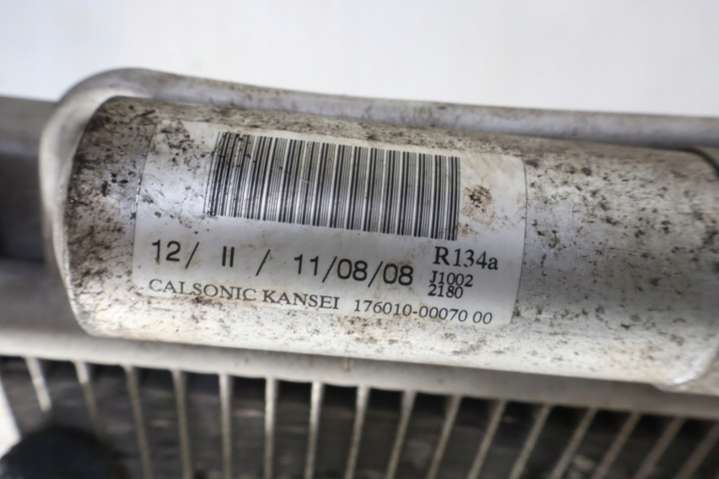 12/ II / 11/08/08 R134a
J1002
2180
CALSONIC KANSEI 176010-00070 00